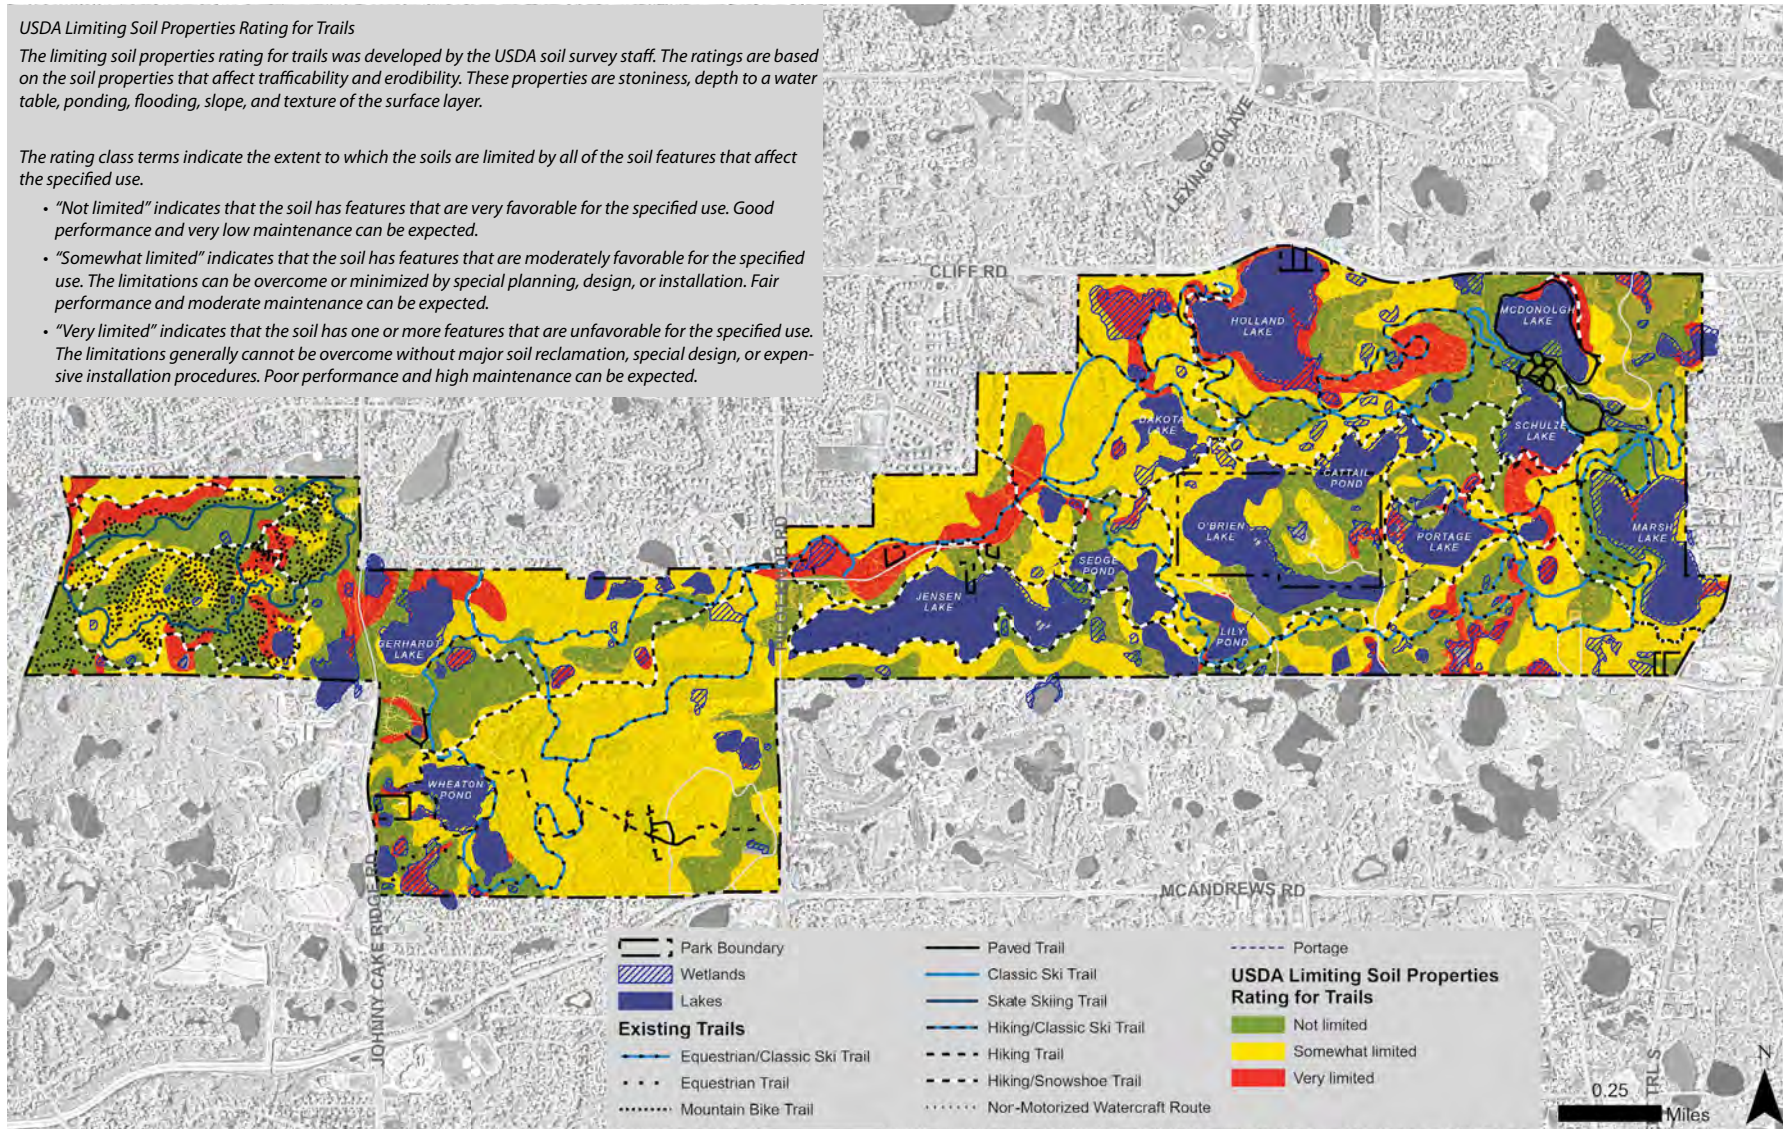 USDA Limiting Soil Properties Rating for Trails
The limiting soil properties rating for trails was developed by the USDA soil survey staff. The ratings are based
on the soil properties that affect trafficability and erodibility. These properties are stoniness, depth to a water
table, ponding, flooding, slope, and texture of the surface layer.
The rating class terms indicate the extent to which the soils are limited by all of the soil features that affect
the specified use.
• “Not limited” indicates that the soil has features that are very favorable for the specified use. Good
performance and very low maintenance can be expected.
• “Somewhat limited” indicates that the soil has features that are moderately favorable for the specified
use. The limitations can be overcome or minimized by special planning, design, or installation. Fair
performance and moderate maintenance can be expected.
• “Very limited” indicates that the soil has one or more features that are unfavorable for the specified use.
The limitations generally cannot be overcome without major soil reclamation, special design, or expen-
sive installation procedures. Poor performance and high maintenance can be expected.
LEXINGTON AVE
CLIFF RD
HOLLAND
LAKE
MCDONOUGH
LAKE
DAKOTA
LAKE
SCHULZE
LAKE
CATTAIL
POND
O'BRIEN
LAKE
PORTAGE
LAKE
MARSH
LAKE
SEDGE
POND
JENSEN
LAKE
LILY
POND
GERHARDT
LAKE
WHEATON
POND
JOHNNY CAKE RIDGE RD
MCANDREWS RD
Park Boundary
Wetlands
Lakes
Existing Trails
Equestrian/Classic Ski Trail
Equestrian Trail
Mountain Bike Trail
Paved Trail
Classic Ski Trail
Skate Skiing Trail
Hiking/Classic Ski Trail
Hiking Trail
Hiking/Snowshoe Trail
Non-Motorized Watercraft Route
Portage
USDA Limiting Soil Properties
Rating for Trails
Not limited
Somewhat limited
Very limited
TRLS
N
0.25
Miles